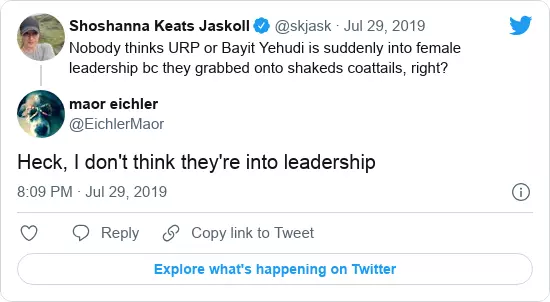 Shoshanna Keats Jaskoll @skjask · Jul 29, 2019
Nobody thinks URP or Bayit Yehudi is suddenly into female
leadership bc they grabbed onto shakeds coattails, right?
maor eichler
@EichlerMaor
Heck, I don't think they're into leadership
8:09 PM · Jul 29, 2019
Reply
Copy link to Tweet
Explore what's happening on Twitter